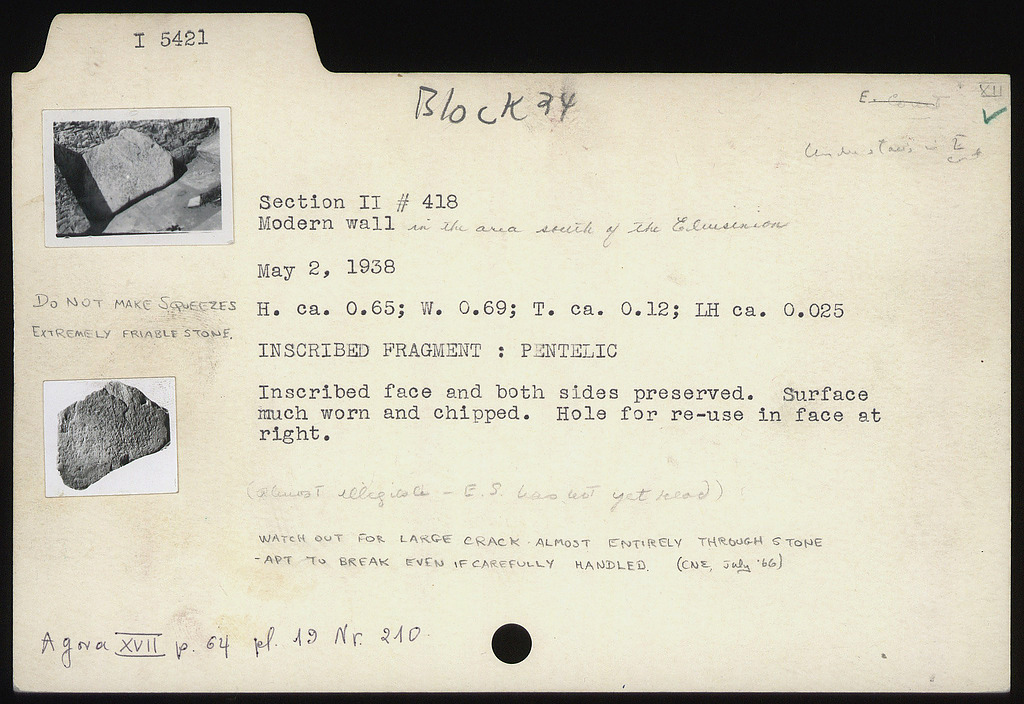 I 5421
Block 34
E. Court
XII
Section II # 418
Modern wall in the area south of the Eleusinion
May 2, 1938
DO NOT MAKE SQUEEZES
EXTREMELY FRIABLE STONE.
H. ca. 0.65; W. 0.69; T. ca. 0.12; LH ca. 0.025
INSCRIBED FRAGMENT : PENTELIC
Inscribed face and both sides preserved. Surface
much worn and chipped. Hole for re-use in face at
right.
(almost illegible - E.S. has not yet read)
WATCH OUT FOR LARGE CRACK ALMOST ENTIRELY THROUGH STONE
-APT TO BREAK EVEN IF CAREFULLY HANDLED. (CNE, July '66)
Agora XVII p. 64 pl. 19 Nr. 210